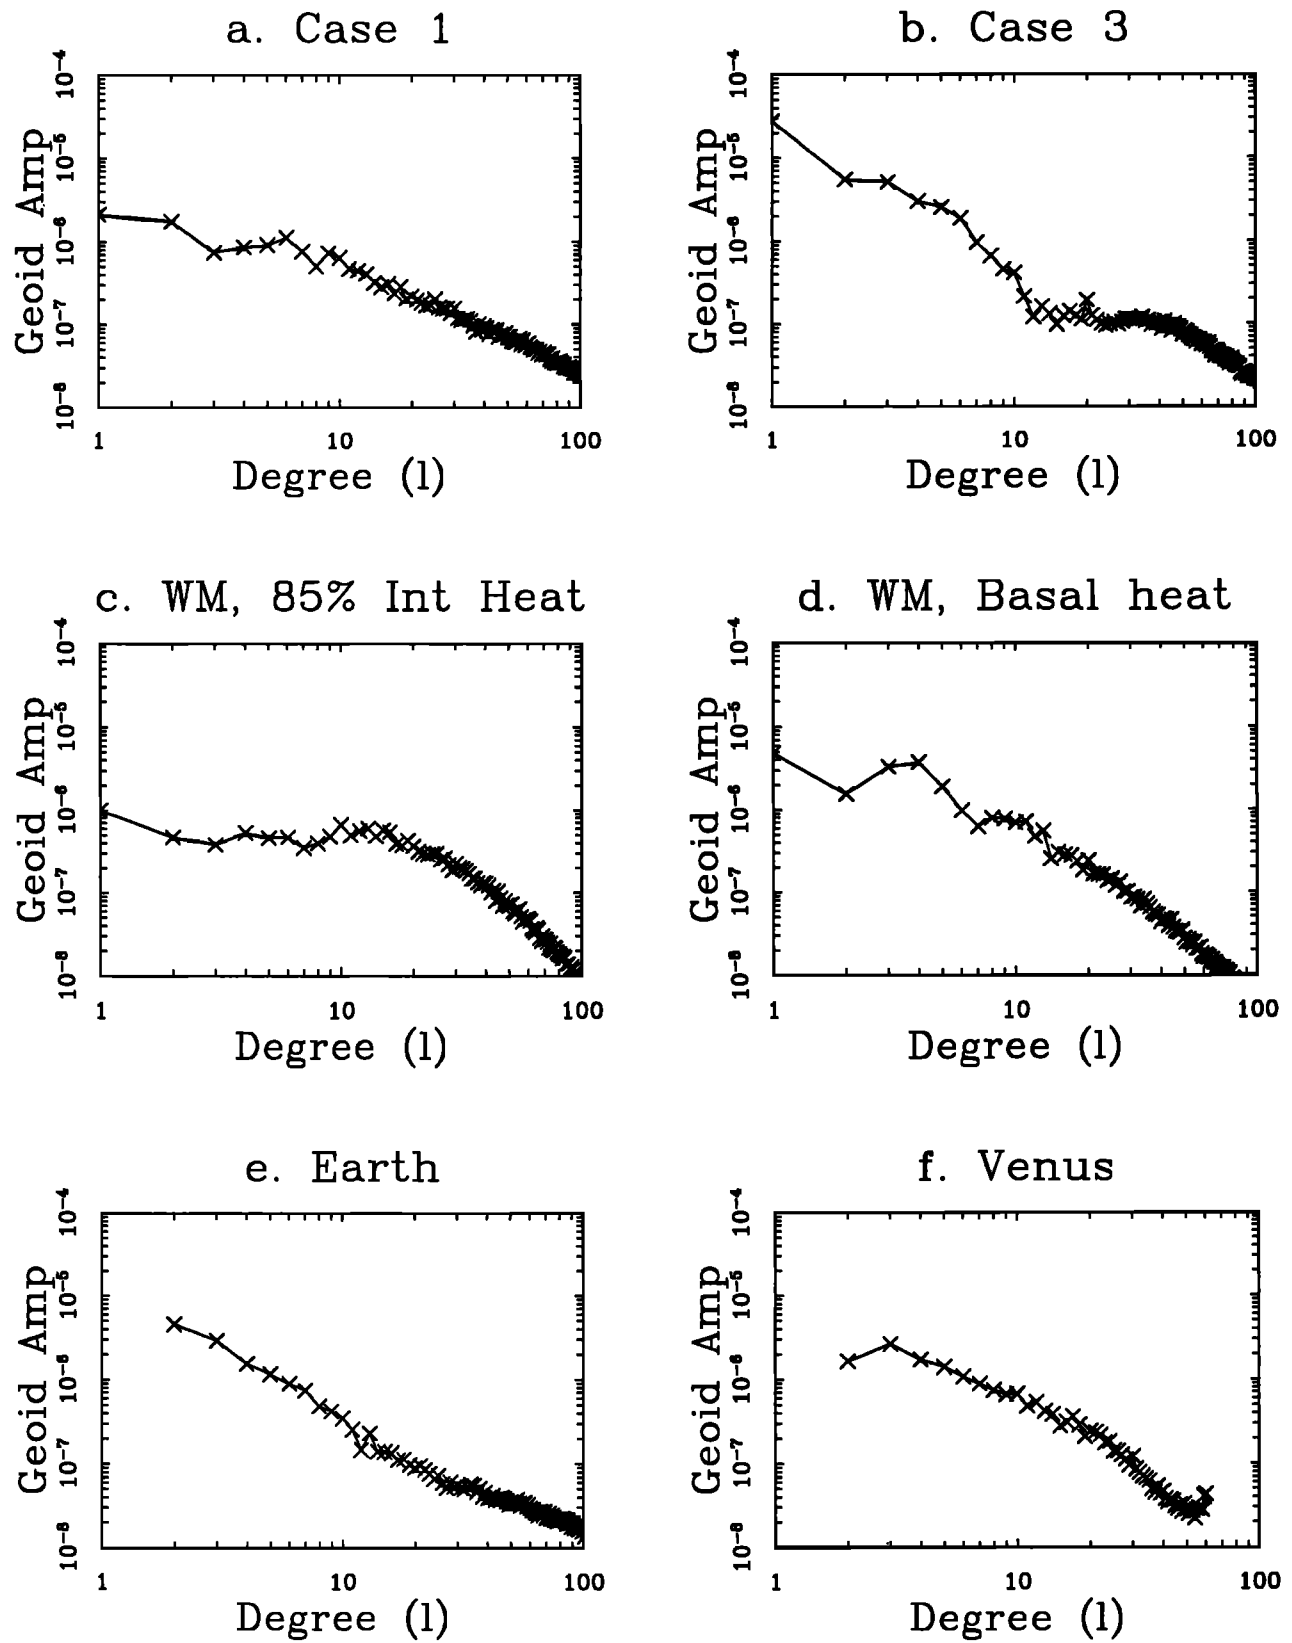 a. Case 1
Geoid Amp
10-4
10-5
10-6
10-7
10-8
1 10 100
Degree (l)
b. Case 3
Geoid Amp
10-4
10-5
10-6
10-7
10-8
1 10 100
Degree (l)
c. WM, 85% Int Heat
Geoid Amp
10-4
10-5
10-6
10-7
10-8
1 10 100
Degree (l)
d. WM, Basal heat
Geoid Amp
10-4
10-5
10-6
10-7
10-8
1 10 100
Degree (l)
e. Earth
Geoid Amp
10-4
10-5
10-6
10-7
10-8
1 10 100
Degree (l)
f. Venus
Geoid Amp
10-4
10-5
10-6
10-7
10-8
1 10 100
Degree (l)